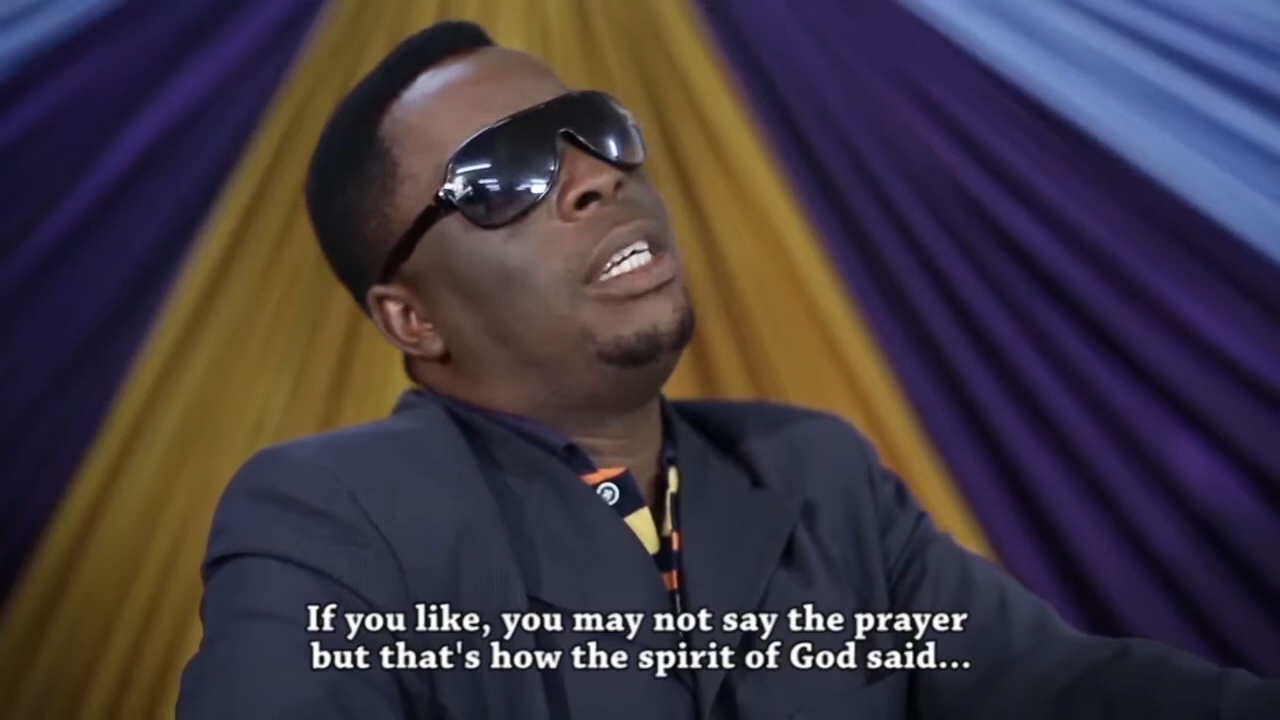 If you like, you may not say the prayer
but that's how the spirit of God said...